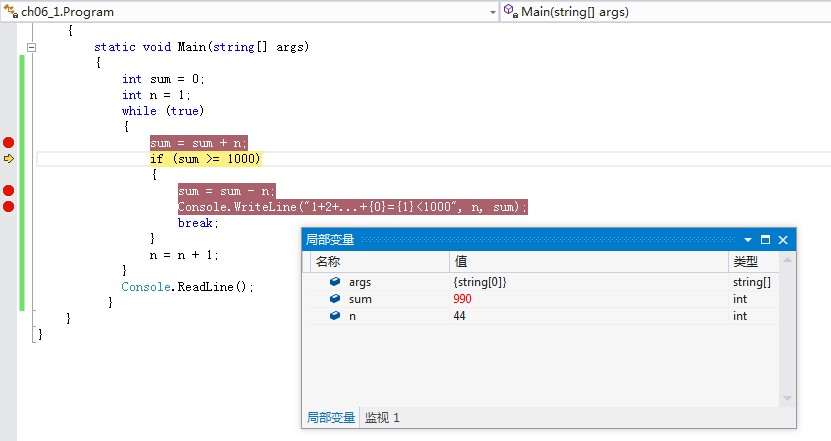 ch06_1.Program
Main(string[] args)
{
static void Main(string[] args)
{
int sum = 0;
int n = 1;
while (true)
{
sum = sum + n;
if (sum >= 1000)
{
sum = sum - n;
Console.WriteLine("1+2+...+{0}={1}<1000", n, sum);
break;
}
n = n + 1;
}
Console.ReadLine();
}
}
}
局部变量
名称 值 类型
args {string[0]} string[]
sum 990 int
n 44 int
局部变量 监视 1